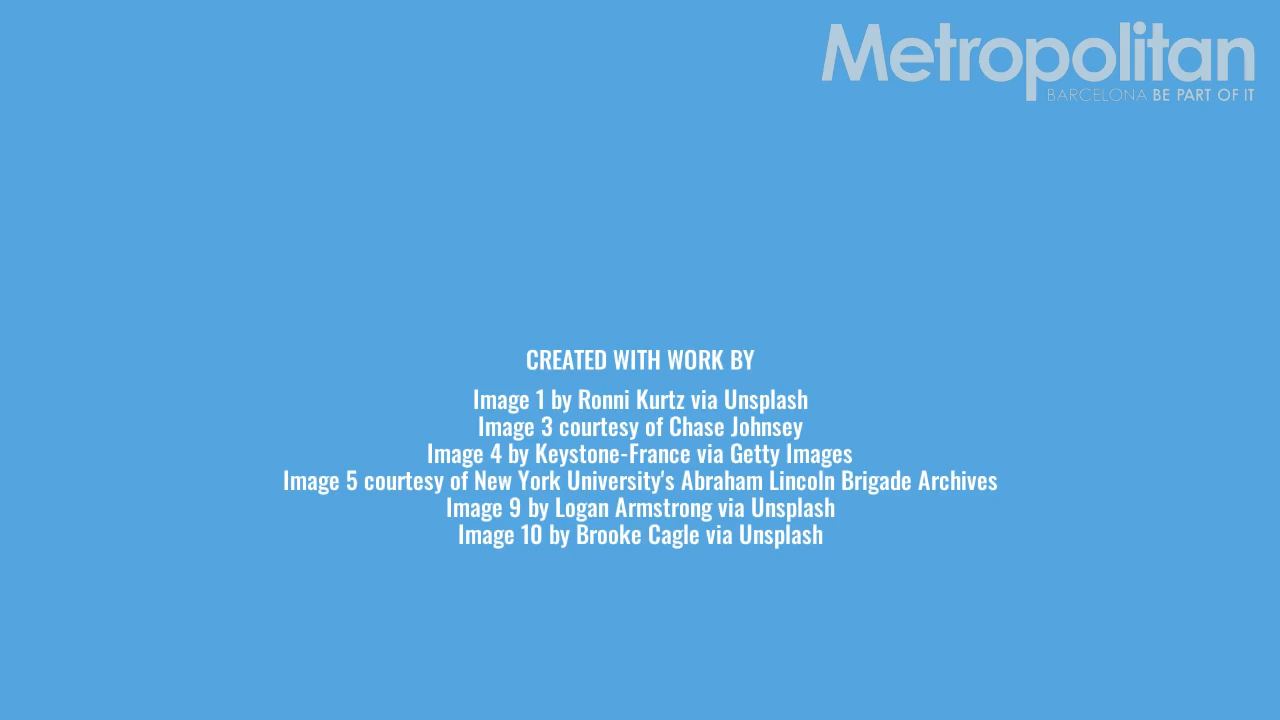 Metropolitan
BARCELONA BE PART OF IT
CREATED WITH WORK BY
Image 1 by Ronni Kurtz via Unsplash
Image 3 courtesy of Chase Johnsey
Image 4 by Keystone-France via Getty Images
Image 5 courtesy of New York University's Abraham Lincoln Brigade Archives
Image 9 by Logan Armstrong via Unsplash
Image 10 by Brooke Cagle via Unsplash